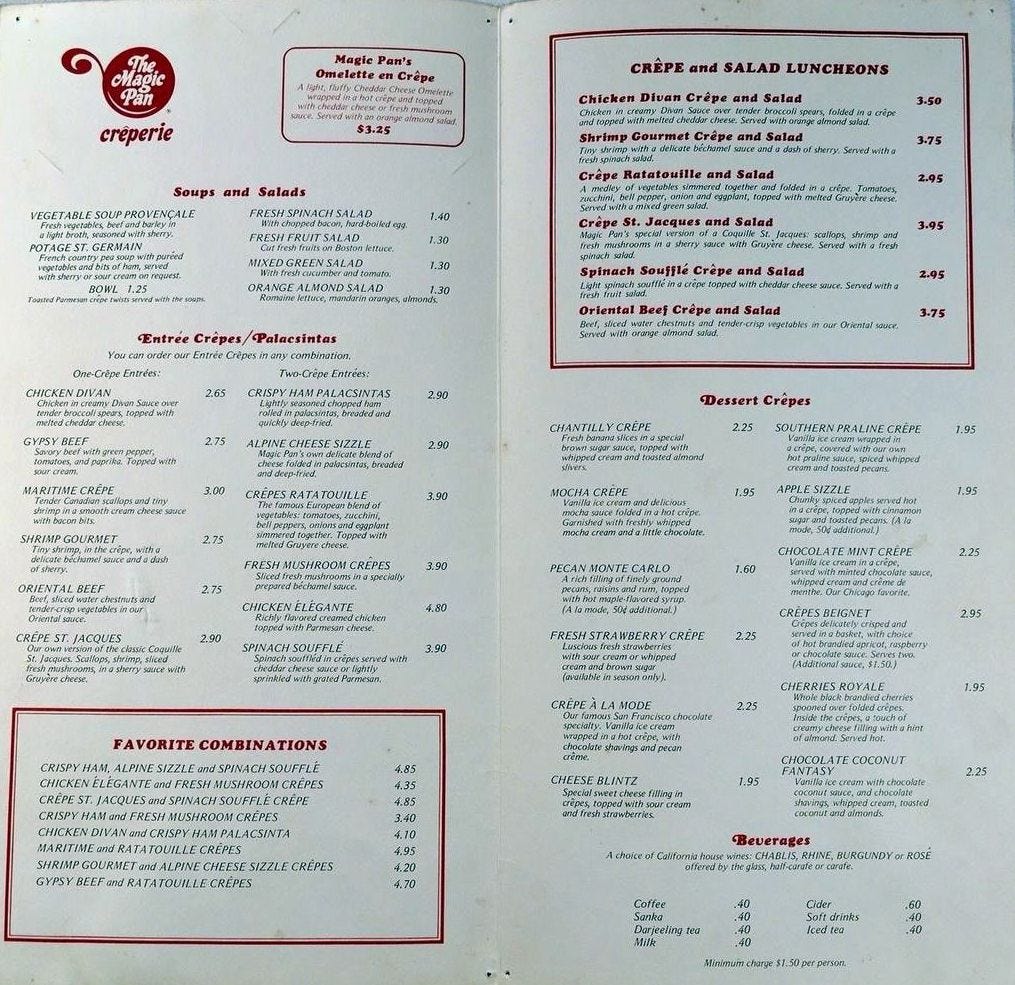 The
Magic
Pan
crêperie
Magic Pan's
Omelette en Crêpe
A light, fluffy Cheddar Cheese Omelette
wrapped in a hot crêpe and topped
with cheddar cheese or fresh mushroom
sauce. Served with an orange almond salad.
$3.25
Soups and Salads
VEGETABLE SOUP PROVENÇALE
Fresh vegetables, beef and barley in
a light broth, seasoned with sherry.
POTAGE ST. GERMAIN
French country pea soup with puréed
vegetables and bits of ham, served
with sherry or sour cream on request.
BOWL 1.25
Toasted Parmesan crêpe twists served with the soups.
FRESH SPINACH SALAD 1.40
With chopped bacon, hard-boiled egg.
FRESH FRUIT SALAD 1.30
Cut fresh fruits on Boston lettuce.
MIXED GREEN SALAD 1.30
With fresh cucumber and tomato.
ORANGE ALMOND SALAD 1.30
Romaine lettuce, mandarin oranges, almonds.
Entrée Crêpes/Palacsintas
You can order our Entrée Crêpes in any combination.
One-Crêpe Entrées:
CHICKEN DIVAN 2.65
Chicken in creamy Divan Sauce over
tender broccoli spears, topped with
melted cheddar cheese.
GYPSY BEEF 2.75
Savory beef with green pepper,
tomatoes, and paprika. Topped with
sour cream.
MARITIME CRÊPE 3.00
Tender Canadian scallops and tiny
shrimp in a smooth cream cheese sauce
with bacon bits.
SHRIMP GOURMET 2.75
Tiny shrimp, in the crêpe, with a
delicate béchamel sauce and a dash
of sherry.
ORIENTAL BEEF 2.75
Beef, sliced water chestnuts and
tender-crisp vegetables in our
Oriental sauce.
CRÊPE ST. JACQUES 2.90
Our own version of the classic Coquille
St. Jacques. Scallops, shrimp, sliced
fresh mushrooms, in a sherry sauce with
Gruyère cheese.
Two-Crêpe Entrées:
CRISPY HAM PALACSINTAS 2.90
Lightly seasoned chopped ham
rolled in palacsintas, breaded and
quickly deep-fried.
ALPINE CHEESE SIZZLE 2.90
Magic Pan's own delicate blend of
cheese folded in palacsintas, breaded
and deep-fried.
CRÊPES RATATOUILLE 3.90
The famous European blend of
vegetables: tomatoes, zucchini,
bell peppers, onions and eggplant
simmered together. Topped with
melted Gruyere cheese.
FRESH MUSHROOM CRÊPES 3.90
Sliced fresh mushrooms in a specially
prepared béchamel sauce.
CHICKEN ÉLÉGANTE 4.80
Richly flavored creamed chicken
topped with Parmesan cheese.
SPINACH SOUFFLÉ 3.90
Spinach souffléd in crêpes served with
cheddar cheese sauce or lightly
sprinkled with grated Parmesan.
FAVORITE COMBINATIONS
CRISPY HAM, ALPINE SIZZLE and SPINACH SOUFFLÉ 4.85
CHICKEN ÉLÉGANTE and FRESH MUSHROOM CRÊPES 4.35
CRÊPE ST. JACQUES and SPINACH SOUFFLÉ CRÊPE 4.85
CRISPY HAM and FRESH MUSHROOM CRÊPES 3.40
CHICKEN DIVAN and CRISPY HAM PALACSINTA 4.10
MARITIME and RATATOUILLE CRÊPES 4.95
SHRIMP GOURMET and ALPINE CHEESE SIZZLE CRÊPES 4.20
GYPSY BEEF and RATATOUILLE CRÊPES 4.70
CRÊPE and SALAD LUNCHEONS
Chicken Divan Crêpe and Salad 3.50
Chicken in creamy Divan Sauce over tender broccoli spears, folded in a crêpe
and topped with melted cheddar cheese. Served with orange almond salad.
Shrimp Gourmet Crêpe and Salad 3.75
Tiny shrimp with a delicate béchamel sauce and a dash of sherry. Served with a
fresh spinach salad.
Crêpe Ratatouille and Salad 2.95
A medley of vegetables simmered together and folded in a crêpe. Tomatoes,
zucchini, bell pepper, onion and eggplant, topped with melted Gruyère cheese.
Served with a mixed green salad.
Crêpe St. Jacques and Salad 3.95
Magic Pan's special version of a Coquille St. Jacques: scallops, shrimp and
fresh mushrooms in a sherry sauce with Gruyère cheese. Served with a fresh
spinach salad.
Spinach Soufflé Crêpe and Salad 2.95
Light spinach soufflé in a crêpe topped with cheddar cheese sauce. Served with a
fresh fruit salad.
Oriental Beef Crêpe and Salad 3.75
Beef, sliced water chestnuts and tender-crisp vegetables in our Oriental sauce.
Served with orange almond salad.
Dessert Crêpes
CHANTILLY CRÊPE 2.25
Fresh banana slices in a special
brown sugar sauce, topped with
whipped cream and toasted almond
slivers.
MOCHA CRÊPE 1.95
Vanilla ice cream and delicious
mocha sauce folded in a hot crêpe.
Garnished with freshly whipped
mocha cream and a little chocolate.
PECAN MONTE CARLO 1.60
A rich filling of finely ground
pecans, raisins and rum, topped
with hot maple-flavored syrup.
(A la mode, 50¢ additional.)
FRESH STRAWBERRY CRÊPE 2.25
Luscious fresh strawberries
with sour cream or whipped
cream and brown sugar
(available in season only).
CRÊPE À LA MODE 2.25
Our famous San Francisco chocolate
specialty. Vanilla ice cream
wrapped in a hot crêpe, with
chocolate shavings and pecan
crème.
CHEESE BLINTZ 1.95
Special sweet cheese filling in
crêpes, topped with sour cream
and fresh strawberries.
SOUTHERN PRALINE CRÊPE 1.95
Vanilla ice cream wrapped in
a crêpe, covered with our own
hot praline sauce, spiced whipped
cream and toasted pecans.
APPLE SIZZLE 1.95
Chunky spiced apples served hot
in a crêpe, topped with cinnamon
sugar and toasted pecans. (A la
mode, 50¢ additional.)
CHOCOLATE MINT CRÊPE 2.25
Vanilla ice cream in a crêpe,
served with minted chocolate sauce,
whipped cream and crème de
menthe. Our Chicago favorite.
CRÊPES BEIGNET 2.95
Crêpes delicately crisped and
served in a basket, with choice
of hot brandied apricot, raspberry
or chocolate sauce. Serves two.
(Additional sauce, $1.50.)
CHERRIES ROYALE 1.95
Whole black brandied cherries
spooned over folded crêpes.
Inside the crêpes, a touch of
creamy cheese filling with a hint
of almond. Served hot.
CHOCOLATE COCONUT
FANTASY 2.25
Vanilla ice cream with chocolate
coconut sauce, and chocolate
shavings, whipped cream, toasted
coconut and almonds.
Beverages
A choice of California house wines: CHABLIS, RHINE, BURGUNDY or ROSÉ
offered by the glass, half-carafe or carafe.
Coffee .40
Sanka .40
Darjeeling tea .40
Milk .40
Cider .60
Soft drinks .40
Iced tea .40
Minimum charge $1.50 per person.